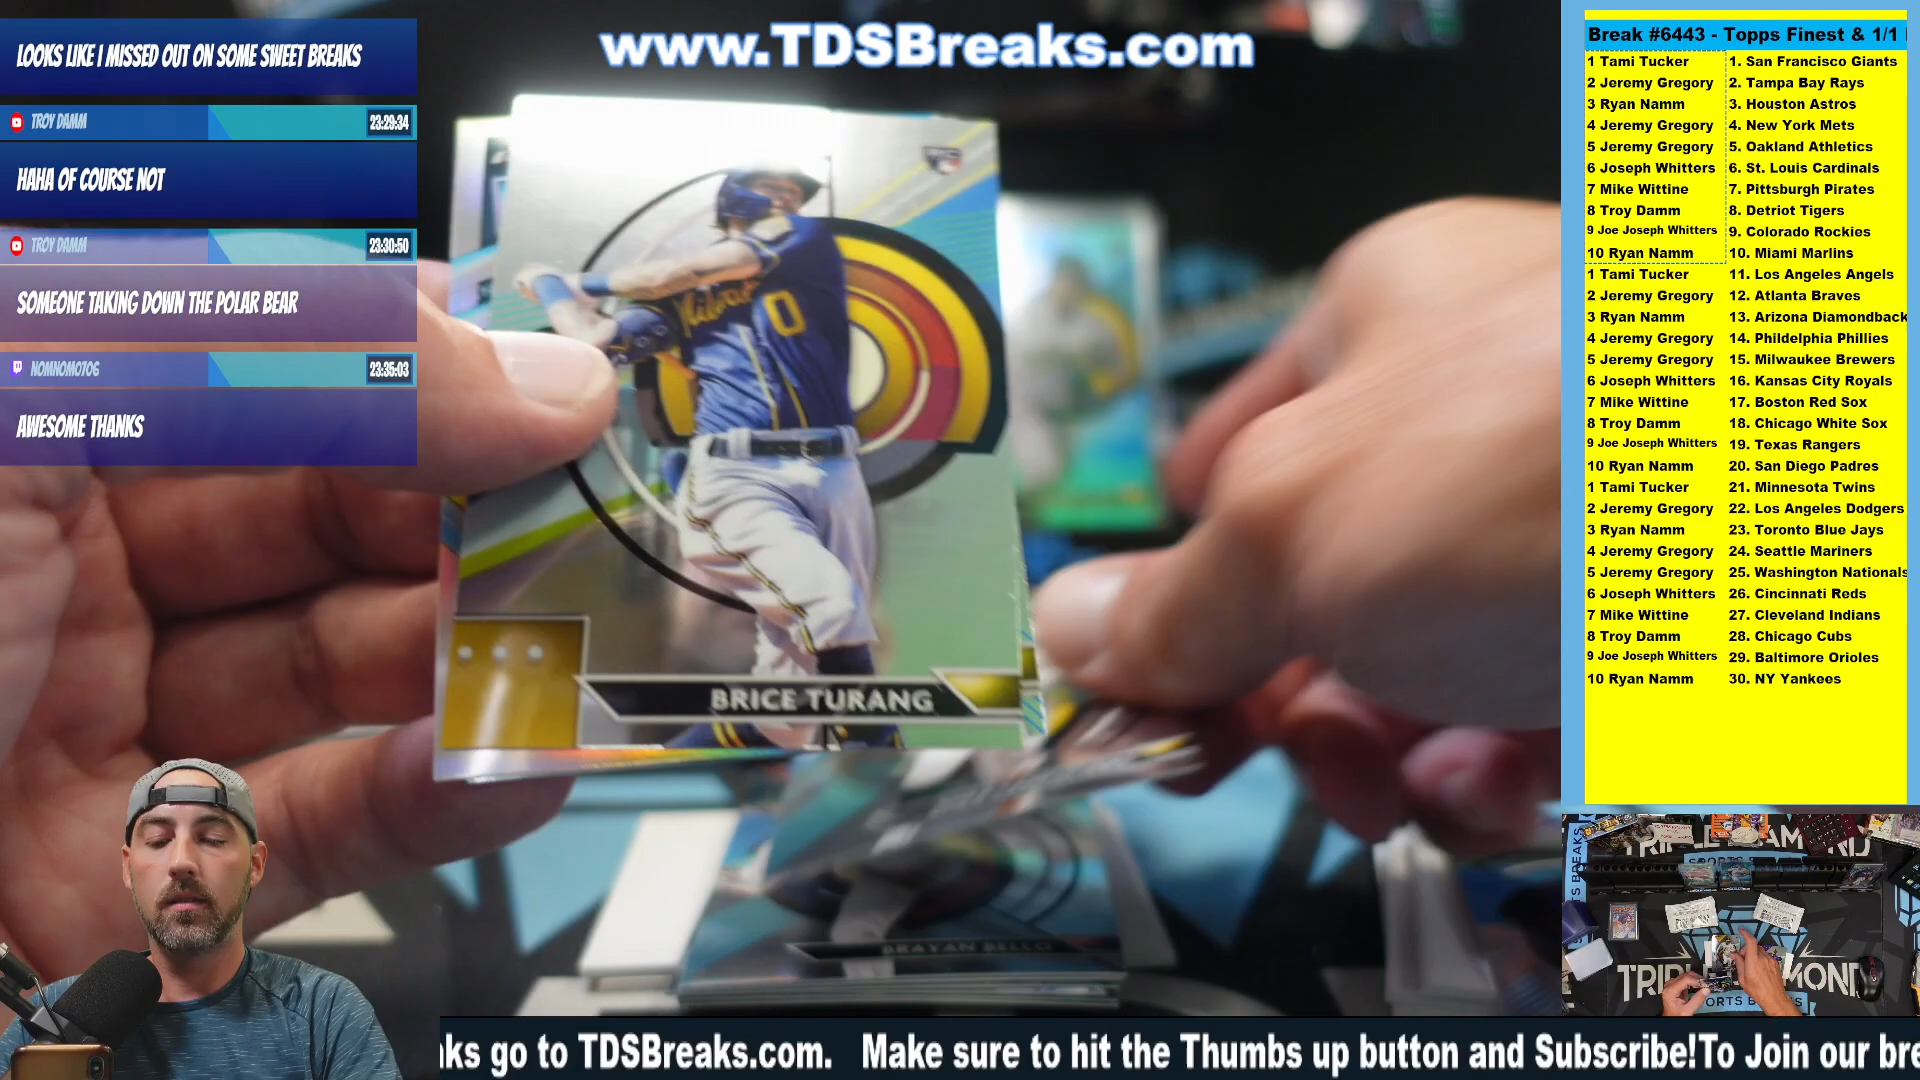 www.TDSBreaks.com
LOOKS LIKE I MISSED OUT ON SOME SWEET BREAKS
TROY DAMM 23:29:34
HAHA OF COURSE NOT
TROY DAMM 23:30:50
SOMEONE TAKING DOWN THE POLAR BEAR
NOMNOMO706 23:35:03
AWESOME THANKS
Milwau
0
BRICE TURANG
BRAYAN BELLO
Break #6443 - Topps Finest & 1/1
1 Tami Tucker 1. San Francisco Giants
2 Jeremy Gregory 2. Tampa Bay Rays
3 Ryan Namm 3. Houston Astros
4 Jeremy Gregory 4. New York Mets
5 Jeremy Gregory 5. Oakland Athletics
6 Joseph Whitters 6. St. Louis Cardinals
7 Mike Wittine 7. Pittsburgh Pirates
8 Troy Damm 8. Detriot Tigers
9 Joe Joseph Whitters 9. Colorado Rockies
10 Ryan Namm 10. Miami Marlins
1 Tami Tucker 11. Los Angeles Angels
2 Jeremy Gregory 12. Atlanta Braves
3 Ryan Namm 13. Arizona Diamondback
4 Jeremy Gregory 14. Phildelphia Phillies
5 Jeremy Gregory 15. Milwaukee Brewers
6 Joseph Whitters 16. Kansas City Royals
7 Mike Wittine 17. Boston Red Sox
8 Troy Damm 18. Chicago White Sox
9 Joe Joseph Whitters 19. Texas Rangers
10 Ryan Namm 20. San Diego Padres
1 Tami Tucker 21. Minnesota Twins
2 Jeremy Gregory 22. Los Angeles Dodgers
3 Ryan Namm 23. Toronto Blue Jays
4 Jeremy Gregory 24. Seattle Mariners
5 Jeremy Gregory 25. Washington Nationals
6 Joseph Whitters 26. Cincinnati Reds
7 Mike Wittine 27. Cleveland Indians
8 Troy Damm 28. Chicago Cubs
9 Joe Joseph Whitters 29. Baltimore Orioles
10 Ryan Namm 30. NY Yankees
TRIPLE DIAMOND
SPORTS BREAKS
aks go to TDSBreaks.com. Make sure to hit the Thumbs up button and Subscribe!To Join our bre